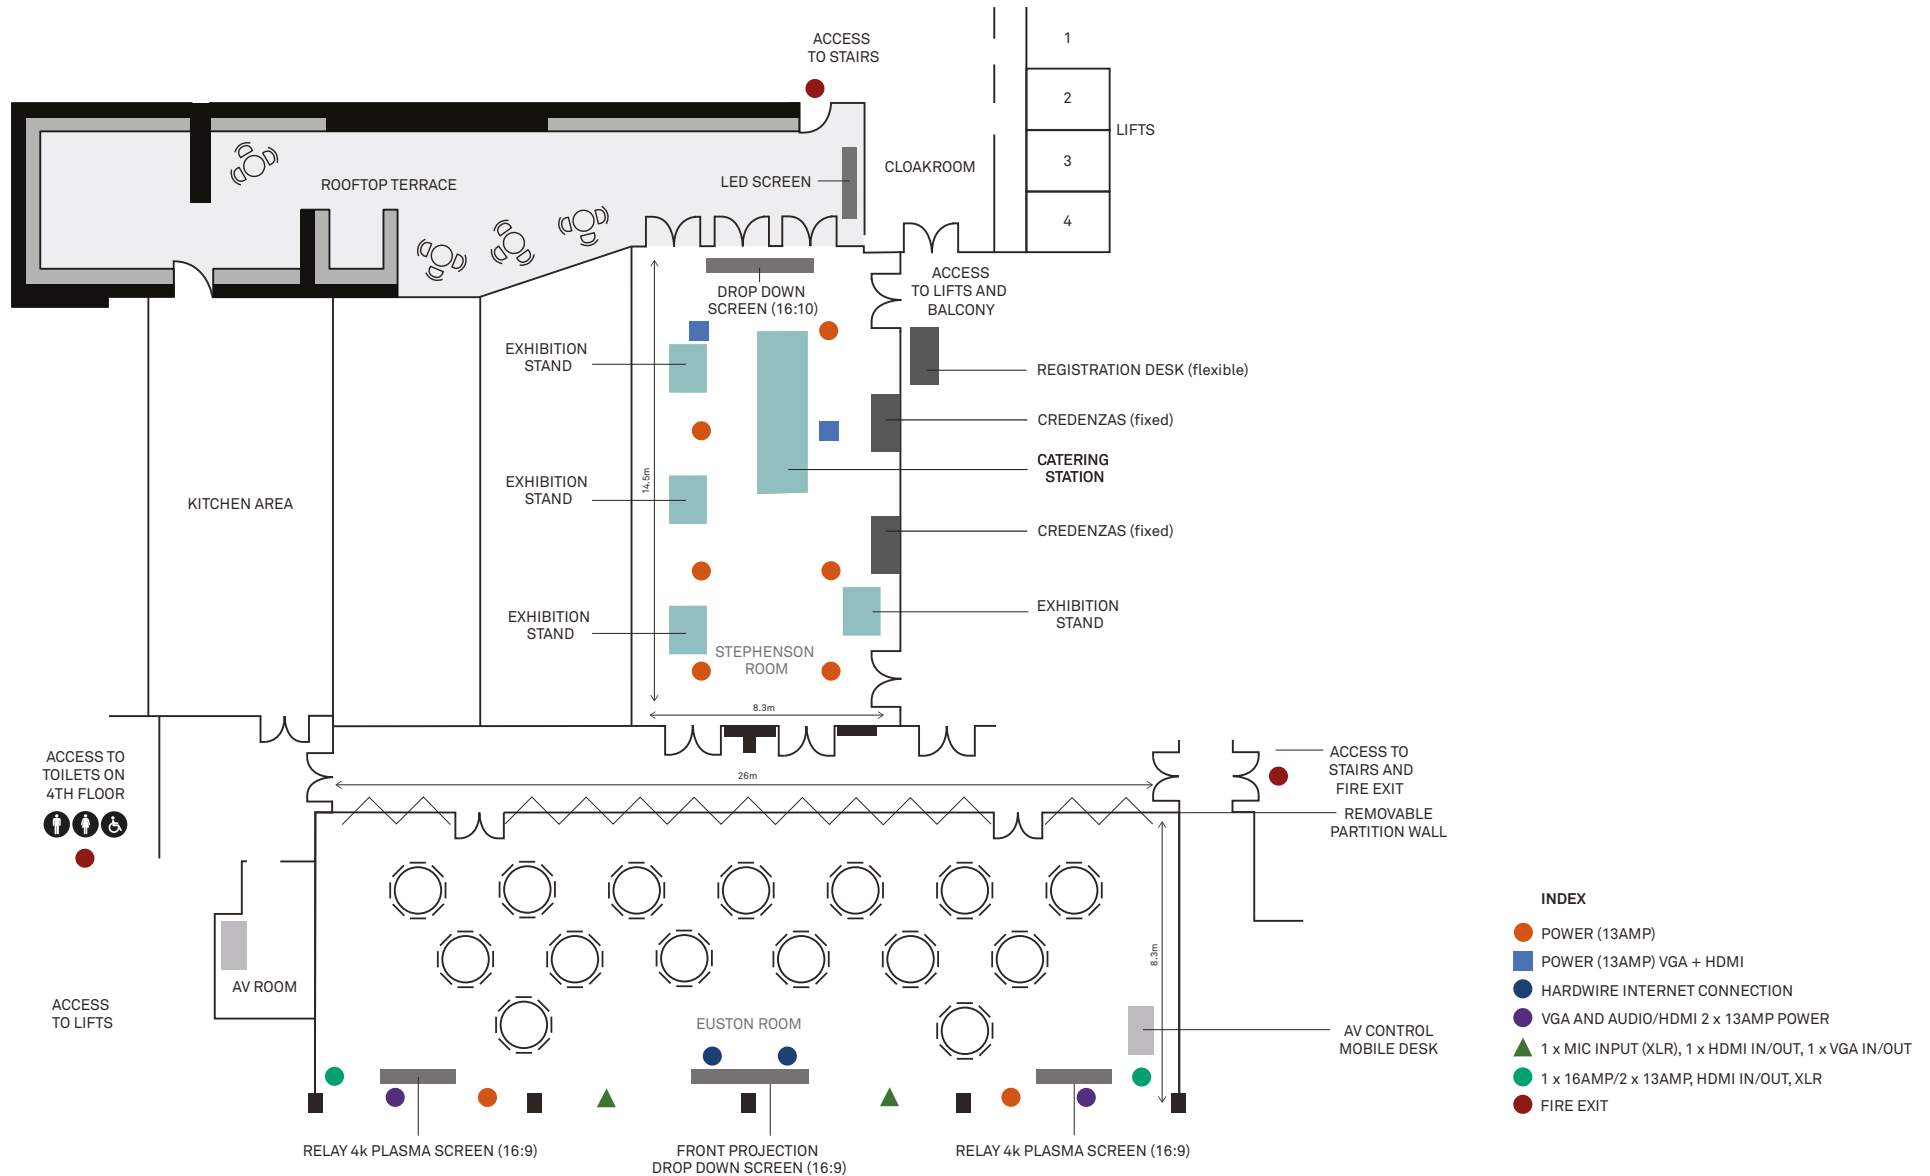 ACCESS
TO STAIRS
1
2
3
4
LIFTS
CLOAKROOM
LED SCREEN
ROOFTOP TERRACE
ACCESS
TO LIFTS AND
BALCONY
DROP DOWN
SCREEN (16:10)
EXHIBITION
STAND
REGISTRATION DESK (flexible)
CREDENZAS (fixed)
CATERING
STATION
EXHIBITION
STAND
14.5m
KITCHEN AREA
CREDENZAS (fixed)
EXHIBITION
STAND
EXHIBITION
STAND
STEPHENSON
ROOM
8.3m
ACCESS TO
TOILETS ON
4TH FLOOR
26m
ACCESS TO
STAIRS AND
FIRE EXIT
REMOVABLE
PARTITION WALL
8.3m
AV ROOM
ACCESS
TO LIFTS
EUSTON ROOM
AV CONTROL
MOBILE DESK
RELAY 4k PLASMA SCREEN (16:9)
FRONT PROJECTION
DROP DOWN SCREEN (16:9)
RELAY 4k PLASMA SCREEN (16:9)
INDEX
POWER (13AMP)
POWER (13AMP) VGA + HDMI
HARDWIRE INTERNET CONNECTION
VGA AND AUDIO/HDMI 2 x 13AMP POWER
1 x MIC INPUT (XLR), 1 x HDMI IN/OUT, 1 x VGA IN/OUT
1 x 16AMP/2 x 13AMP, HDMI IN/OUT, XLR
FIRE EXIT